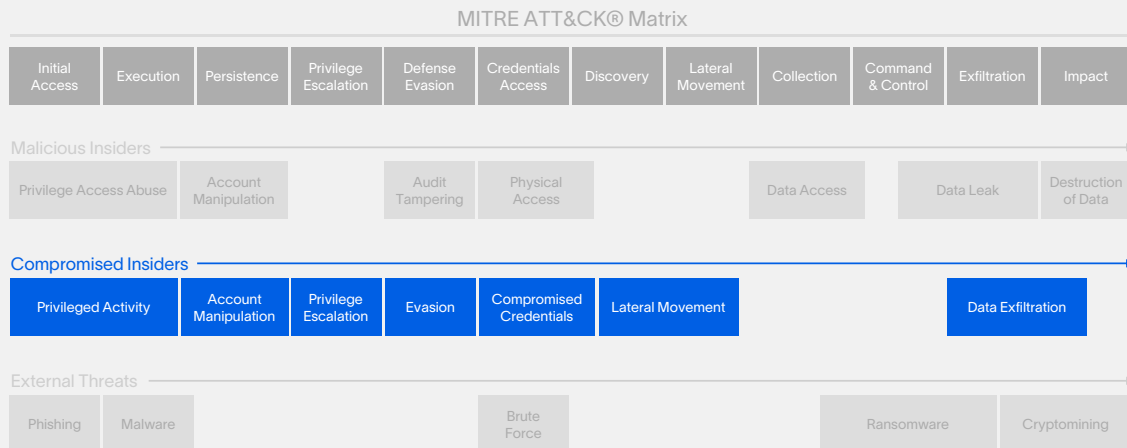 MITRE ATT&CK® Matrix
Initial
Access
Execution
Persistence
Privilege
Escalation
Defense
Evasion
Credentials
Access
Discovery
Lateral
Movement
Collection
Command
& Control
Exfiltration
Impact
Malicious Insiders
Privilege Access Abuse
Account
Manipulation
Audit
Tampering
Physical
Access
Data Access
Data Leak
Destruction
of Data
Compromised Insiders
Privileged Activity
Account
Manipulation
Privilege
Escalation
Evasion
Compromised
Credentials
Lateral Movement
Data Exfiltration
External Threats
Phishing
Malware
Brute
Force
Ransomware
Cryptomining